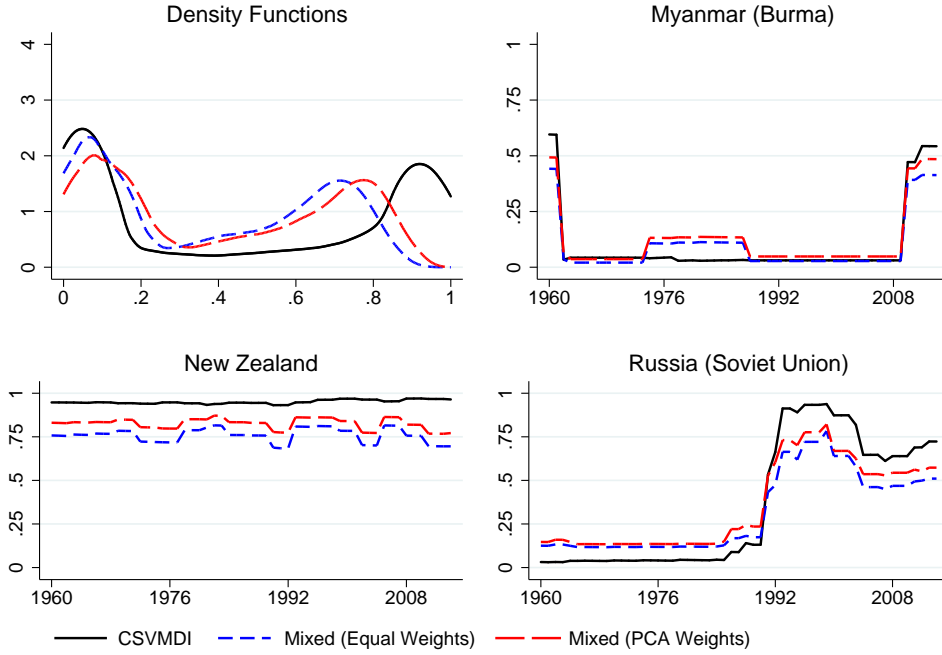 Density Functions
4
3
2
1
0
0 .2 .4 .6 .8 1
Myanmar (Burma)
1
.75
.5
.25
0
1960 1976 1992 2008
New Zealand
1
.75
.5
.25
0
1960 1976 1992 2008
Russia (Soviet Union)
1
.75
.5
.25
0
1960 1976 1992 2008
CSVMDI Mixed (Equal Weights) Mixed (PCA Weights)